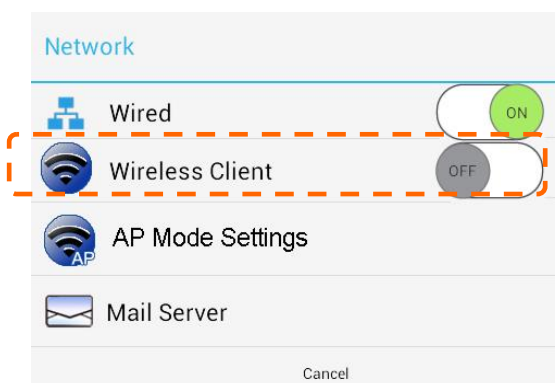 Network
Wired
ON
Wireless Client
OFF
AP Mode Settings
AP
Mail Server
Cancel